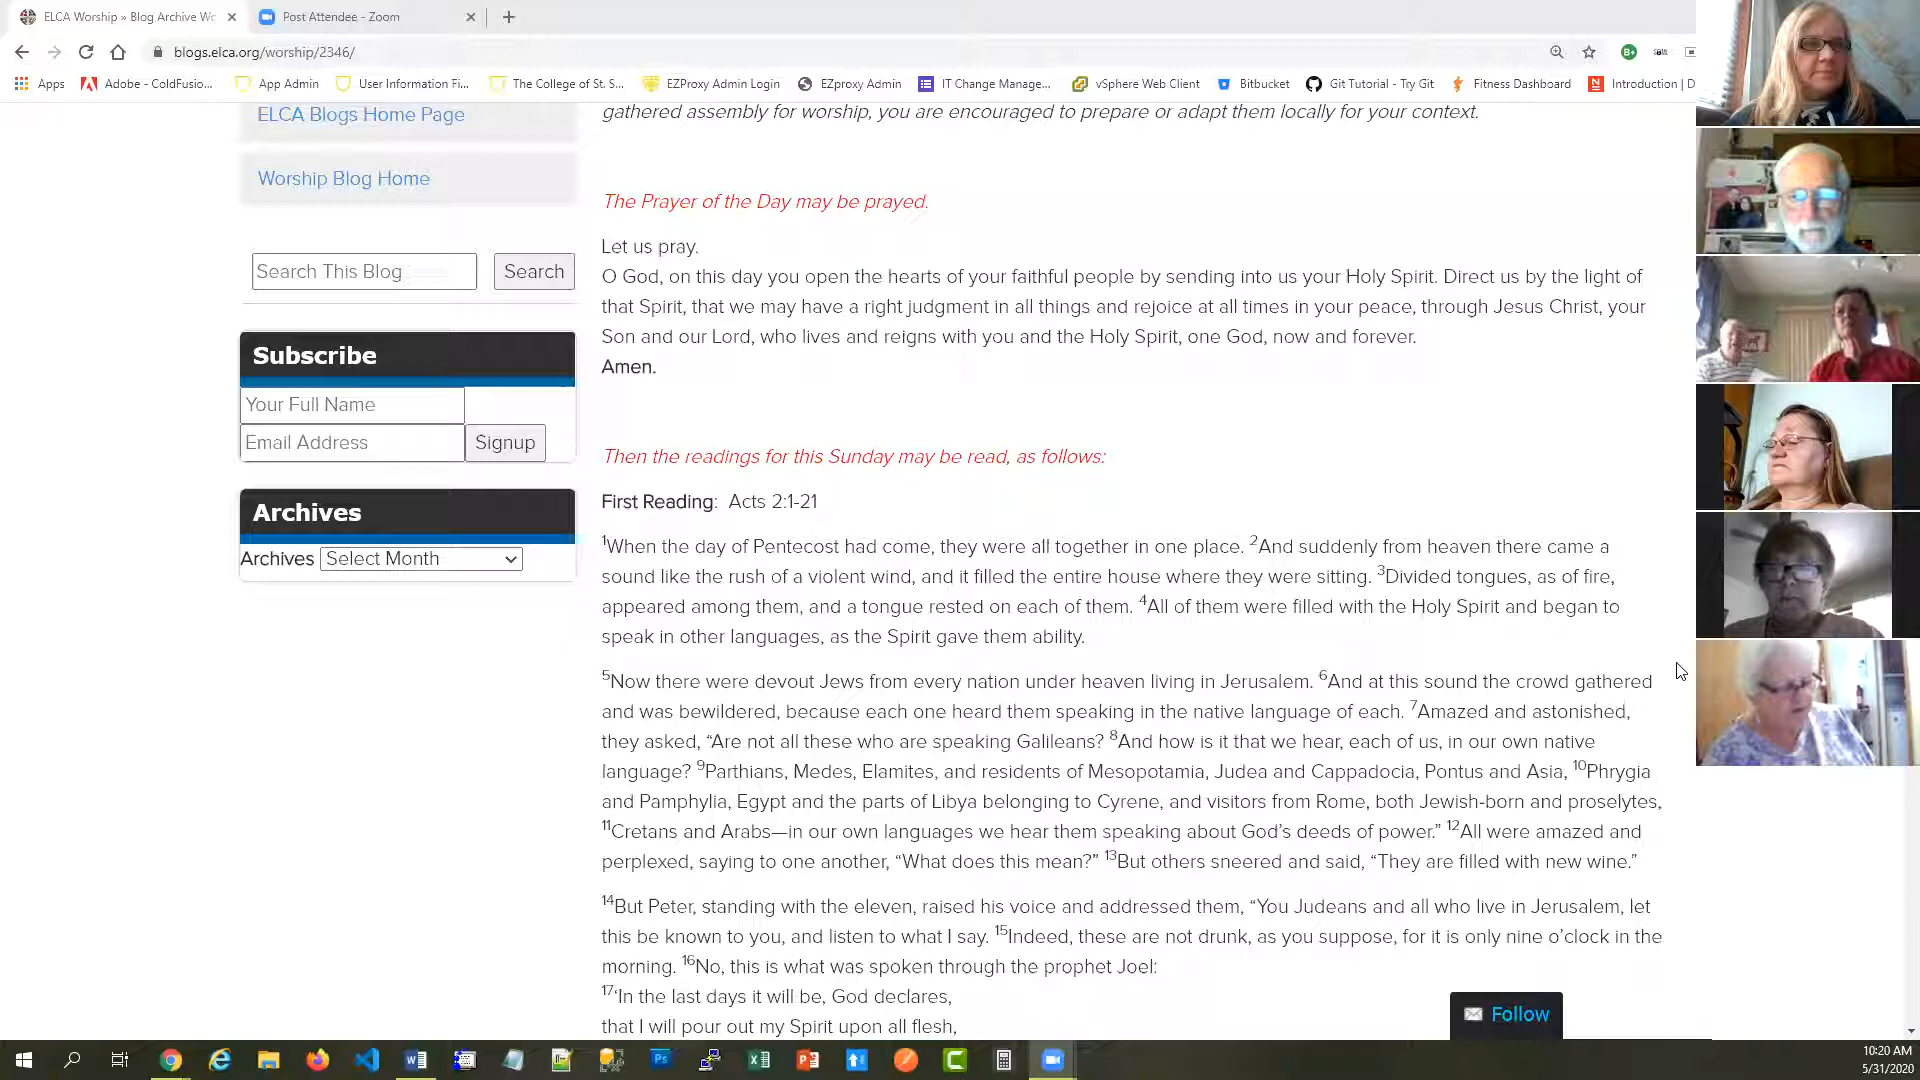 ELCA Worship » Blog Archive Wo
Post Attendee - Zoom
blogs.elca.org/worship/2346/
Apps
Adobe - ColdFusio...
App Admin
User Information Fi...
The College of St. S...
EZProxy Admin Login
EZproxy Admin
IT Change Manage...
vSphere Web Client
Bitbucket
Git Tutorial - Try Git
Fitness Dashboard
Introduction | D
ELCA Blogs Home Page
Worship Blog Home
Search This Blog
Search
Subscribe
Your Full Name
Email Address
Signup
Archives
Archives Select Month
gathered assembly for worship, you are encouraged to prepare or adapt them locally for your context.
The Prayer of the Day may be prayed.
Let us pray.
O God, on this day you open the hearts of your faithful people by sending into us your Holy Spirit. Direct us by the light of
that Spirit, that we may have a right judgment in all things and rejoice at all times in your peace, through Jesus Christ, your
Son and our Lord, who lives and reigns with you and the Holy Spirit, one God, now and forever.
Amen.
Then the readings for this Sunday may be read, as follows:
First Reading: Acts 2:1-21
1When the day of Pentecost had come, they were all together in one place. 2And suddenly from heaven there came a
sound like the rush of a violent wind, and it filled the entire house where they were sitting. 3Divided tongues, as of fire,
appeared among them, and a tongue rested on each of them. 4All of them were filled with the Holy Spirit and began to
speak in other languages, as the Spirit gave them ability.
5Now there were devout Jews from every nation under heaven living in Jerusalem. 6And at this sound the crowd gathered
and was bewildered, because each one heard them speaking in the native language of each. 7Amazed and astonished,
they asked, “Are not all these who are speaking Galileans? 8And how is it that we hear, each of us, in our own native
language? 9Parthians, Medes, Elamites, and residents of Mesopotamia, Judea and Cappadocia, Pontus and Asia, 10Phrygia
and Pamphylia, Egypt and the parts of Libya belonging to Cyrene, and visitors from Rome, both Jewish-born and proselytes,
11Cretans and Arabs—in our own languages we hear them speaking about God’s deeds of power.” 12All were amazed and
perplexed, saying to one another, “What does this mean?” 13But others sneered and said, “They are filled with new wine.”
14But Peter, standing with the eleven, raised his voice and addressed them, “You Judeans and all who live in Jerusalem, let
this be known to you, and listen to what I say. 15Indeed, these are not drunk, as you suppose, for it is only nine o’clock in the
morning. 16No, this is what was spoken through the prophet Joel:
17‘In the last days it will be, God declares,
that I will pour out my Spirit upon all flesh,
Follow
10:20 AM
5/31/2020